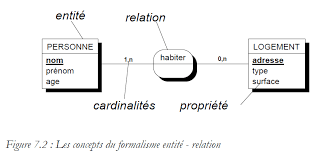 entité
relation
PERSONNE
nom
prénom
age
1,n
habiter
0,n
LOGEMENT
adresse
type
surface
cardinalités
propriété
Figure 7.2 : Les concepts du formalisme entité - relation